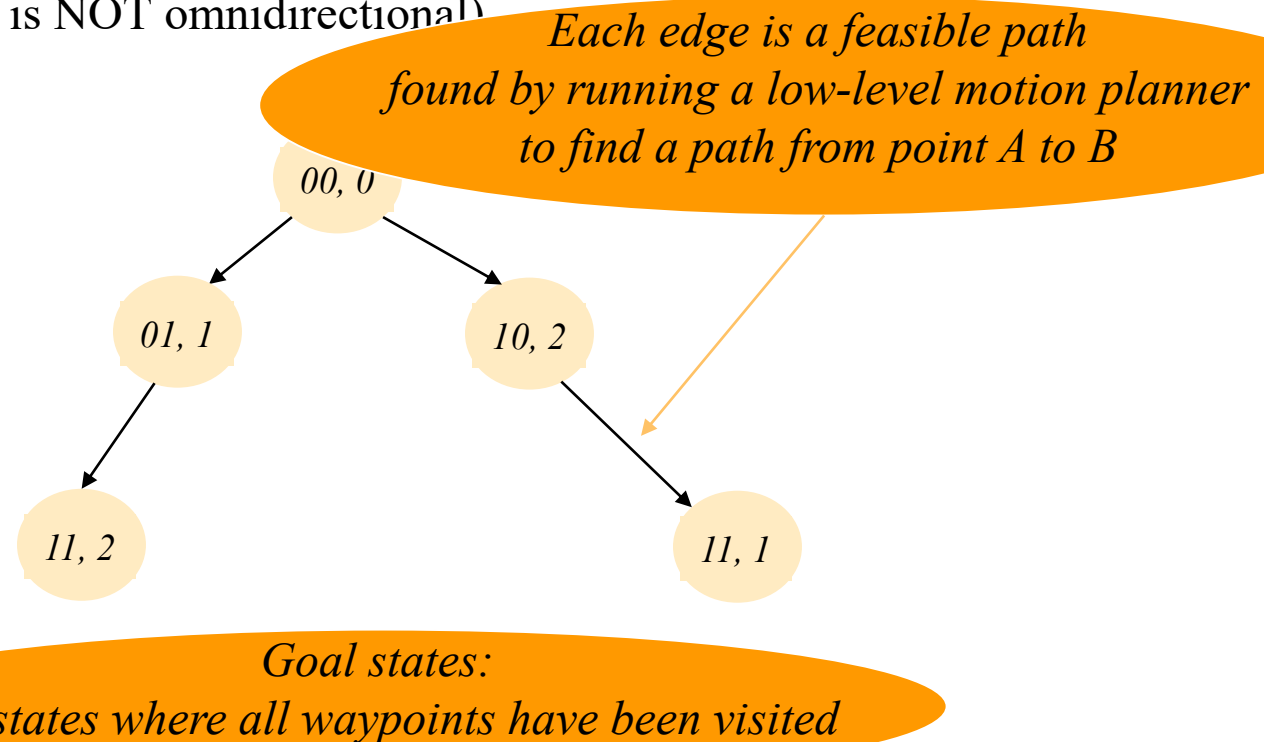 is NOT omnidirectional)
Each edge is a feasible path
found by running a low-level motion planner
to find a path from point A to B
00, 0
01, 1
10, 2
11, 2
11, 1
Goal states:
states where all waypoints have been visited